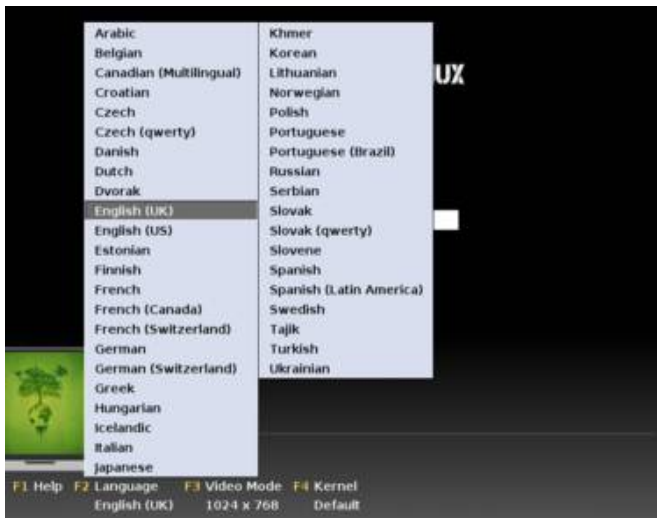 Arabic
Belgian
Canadian (Multilingual)
Croatian
Czech
Czech (qwerty)
Danish
Dutch
Dvorak
English (UK)
English (US)
Estonian
Finnish
French
French (Canada)
French (Switzerland)
German
German (Switzerland)
Greek
Hungarian
Icelandic
Italian
Japanese
Khmer
Korean
Lithuanian
Norwegian
Polish
Portuguese
Portuguese (Brazil)
Russian
Serbian
Slovak
Slovak (qwerty)
Slovene
Spanish
Spanish (Latin America)
Swedish
Tajik
Turkish
Ukrainian
UX
F1 Help F2 Language F3 Video Mode F4 Kernel
English (UK) 1024 x 768 Default